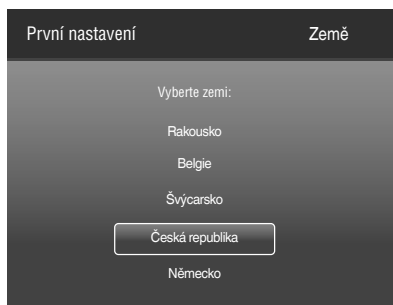 První nastavení
Země
Vyberte zemi:
Rakousko
Belgie
Švýcarsko
Česká republika
Německo